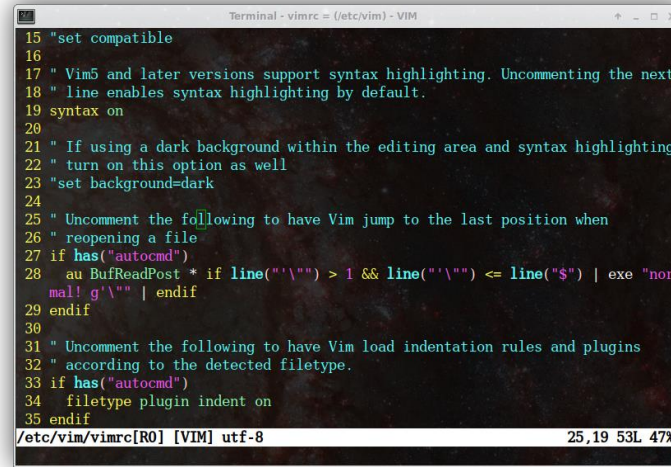 Terminal - vimrc = (/etc/vim) - VIM
15 "set compatible
16
17 " Vim5 and later versions support syntax highlighting. Uncommenting the next
18 " line enables syntax highlighting by default.
19 syntax on
20
21 " If using a dark background within the editing area and syntax highlighting
22 " turn on this option as well
23 "set background=dark
24
25 " Uncomment the following to have Vim jump to the last position when
26 " reopening a file
27 if has("autocmd")
28   au BufReadPost * if line("'\"") > 1 && line("'\"") <= line("$") | exe "nor
mal! g'\"" | endif
29 endif
30
31 " Uncomment the following to have Vim load indentation rules and plugins
32 " according to the detected filetype.
33 if has("autocmd")
34   filetype plugin indent on
35 endif
/etc/vim/vimrc[RO] [VIM] utf-8 25,19 53L 47%